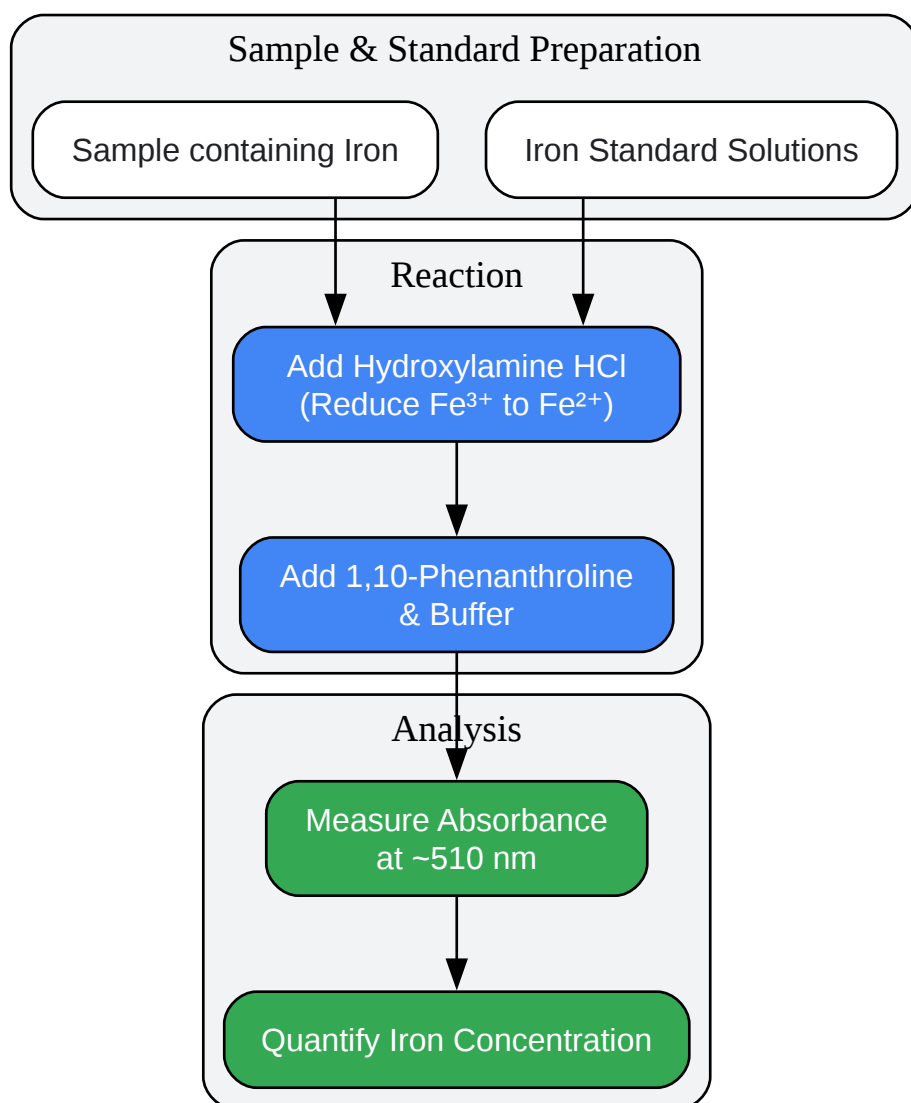 Sample & Standard Preparation
Sample containing Iron
Iron Standard Solutions
Reaction
Add Hydroxylamine HCl
(Reduce Fe³⁺ to Fe²⁺)
Add 1,10-Phenanthroline
& Buffer
Analysis
Measure Absorbance
at ~510 nm
Quantify Iron Concentration